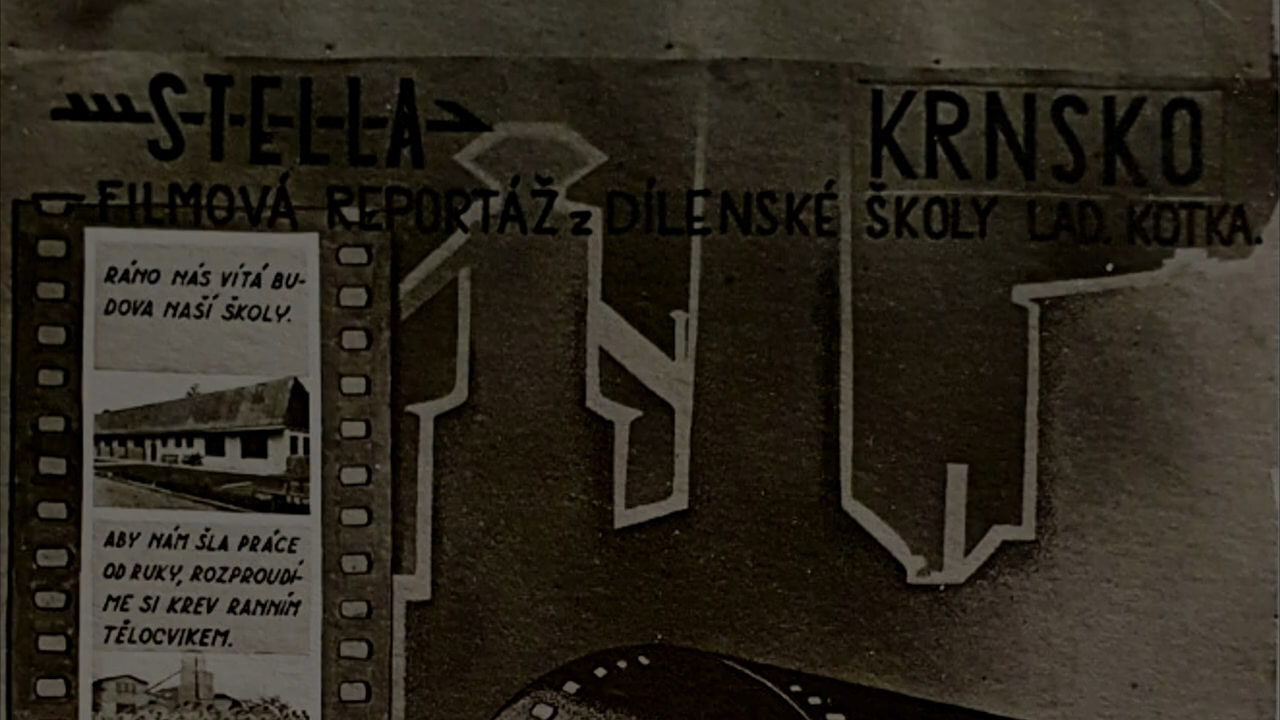 STELLA KRNSKO
FILMOVÁ REPORTÁŽ z DÍLENSKÉ ŠKOLY LAD. KOTKA.
RÁNO NÁS VÍTÁ BU-
DOVA NAŠÍ ŠKOLY.
ABY NÁM ŠLA PRÁCE
OD RUKY, ROZPROUDÍ-
ME SI KREV RANNÍM
TĚLOCVIKEM.